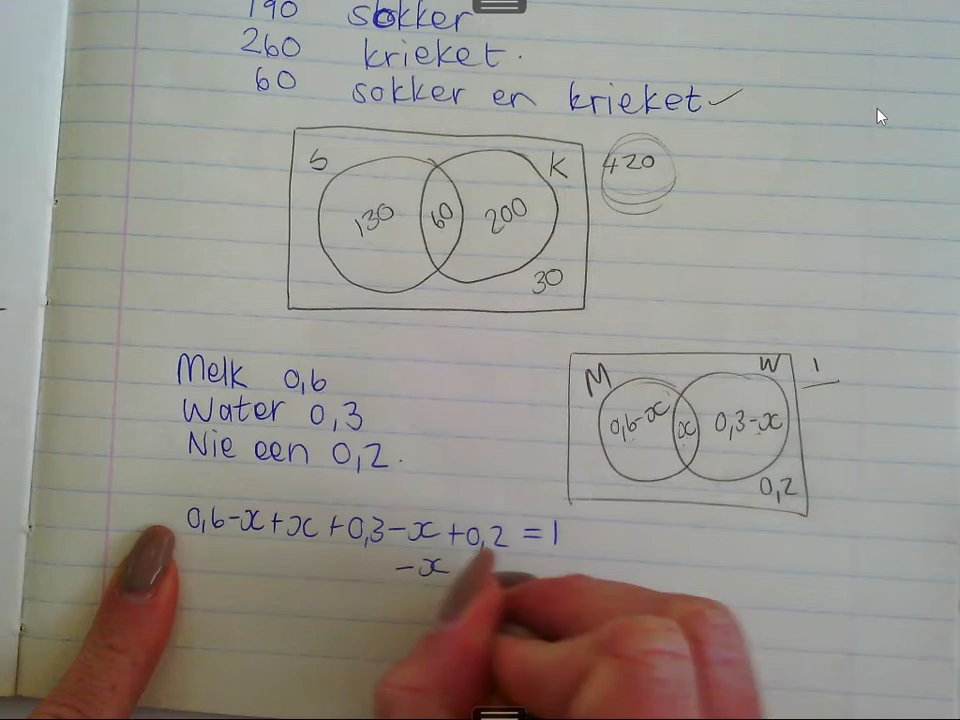 190 sokker
260 krieket.
60 sokker en krieket ✓
S K 420
130 60 200
30
Melk 0,6
Water 0,3
Nie een 0,2.
M W 1
0,6-x x 0,3-x
0,2
0,6-x+x+0,3-x+0,2=1
-x